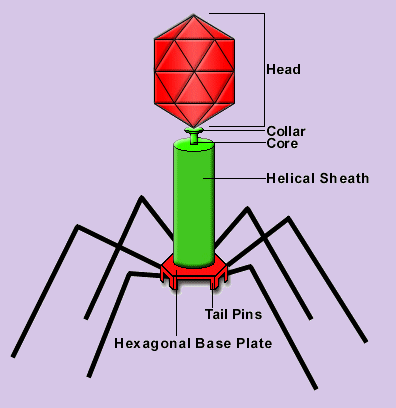 Head
Collar
Core
Helical Sheath
Tail Pins
Hexagonal Base Plate